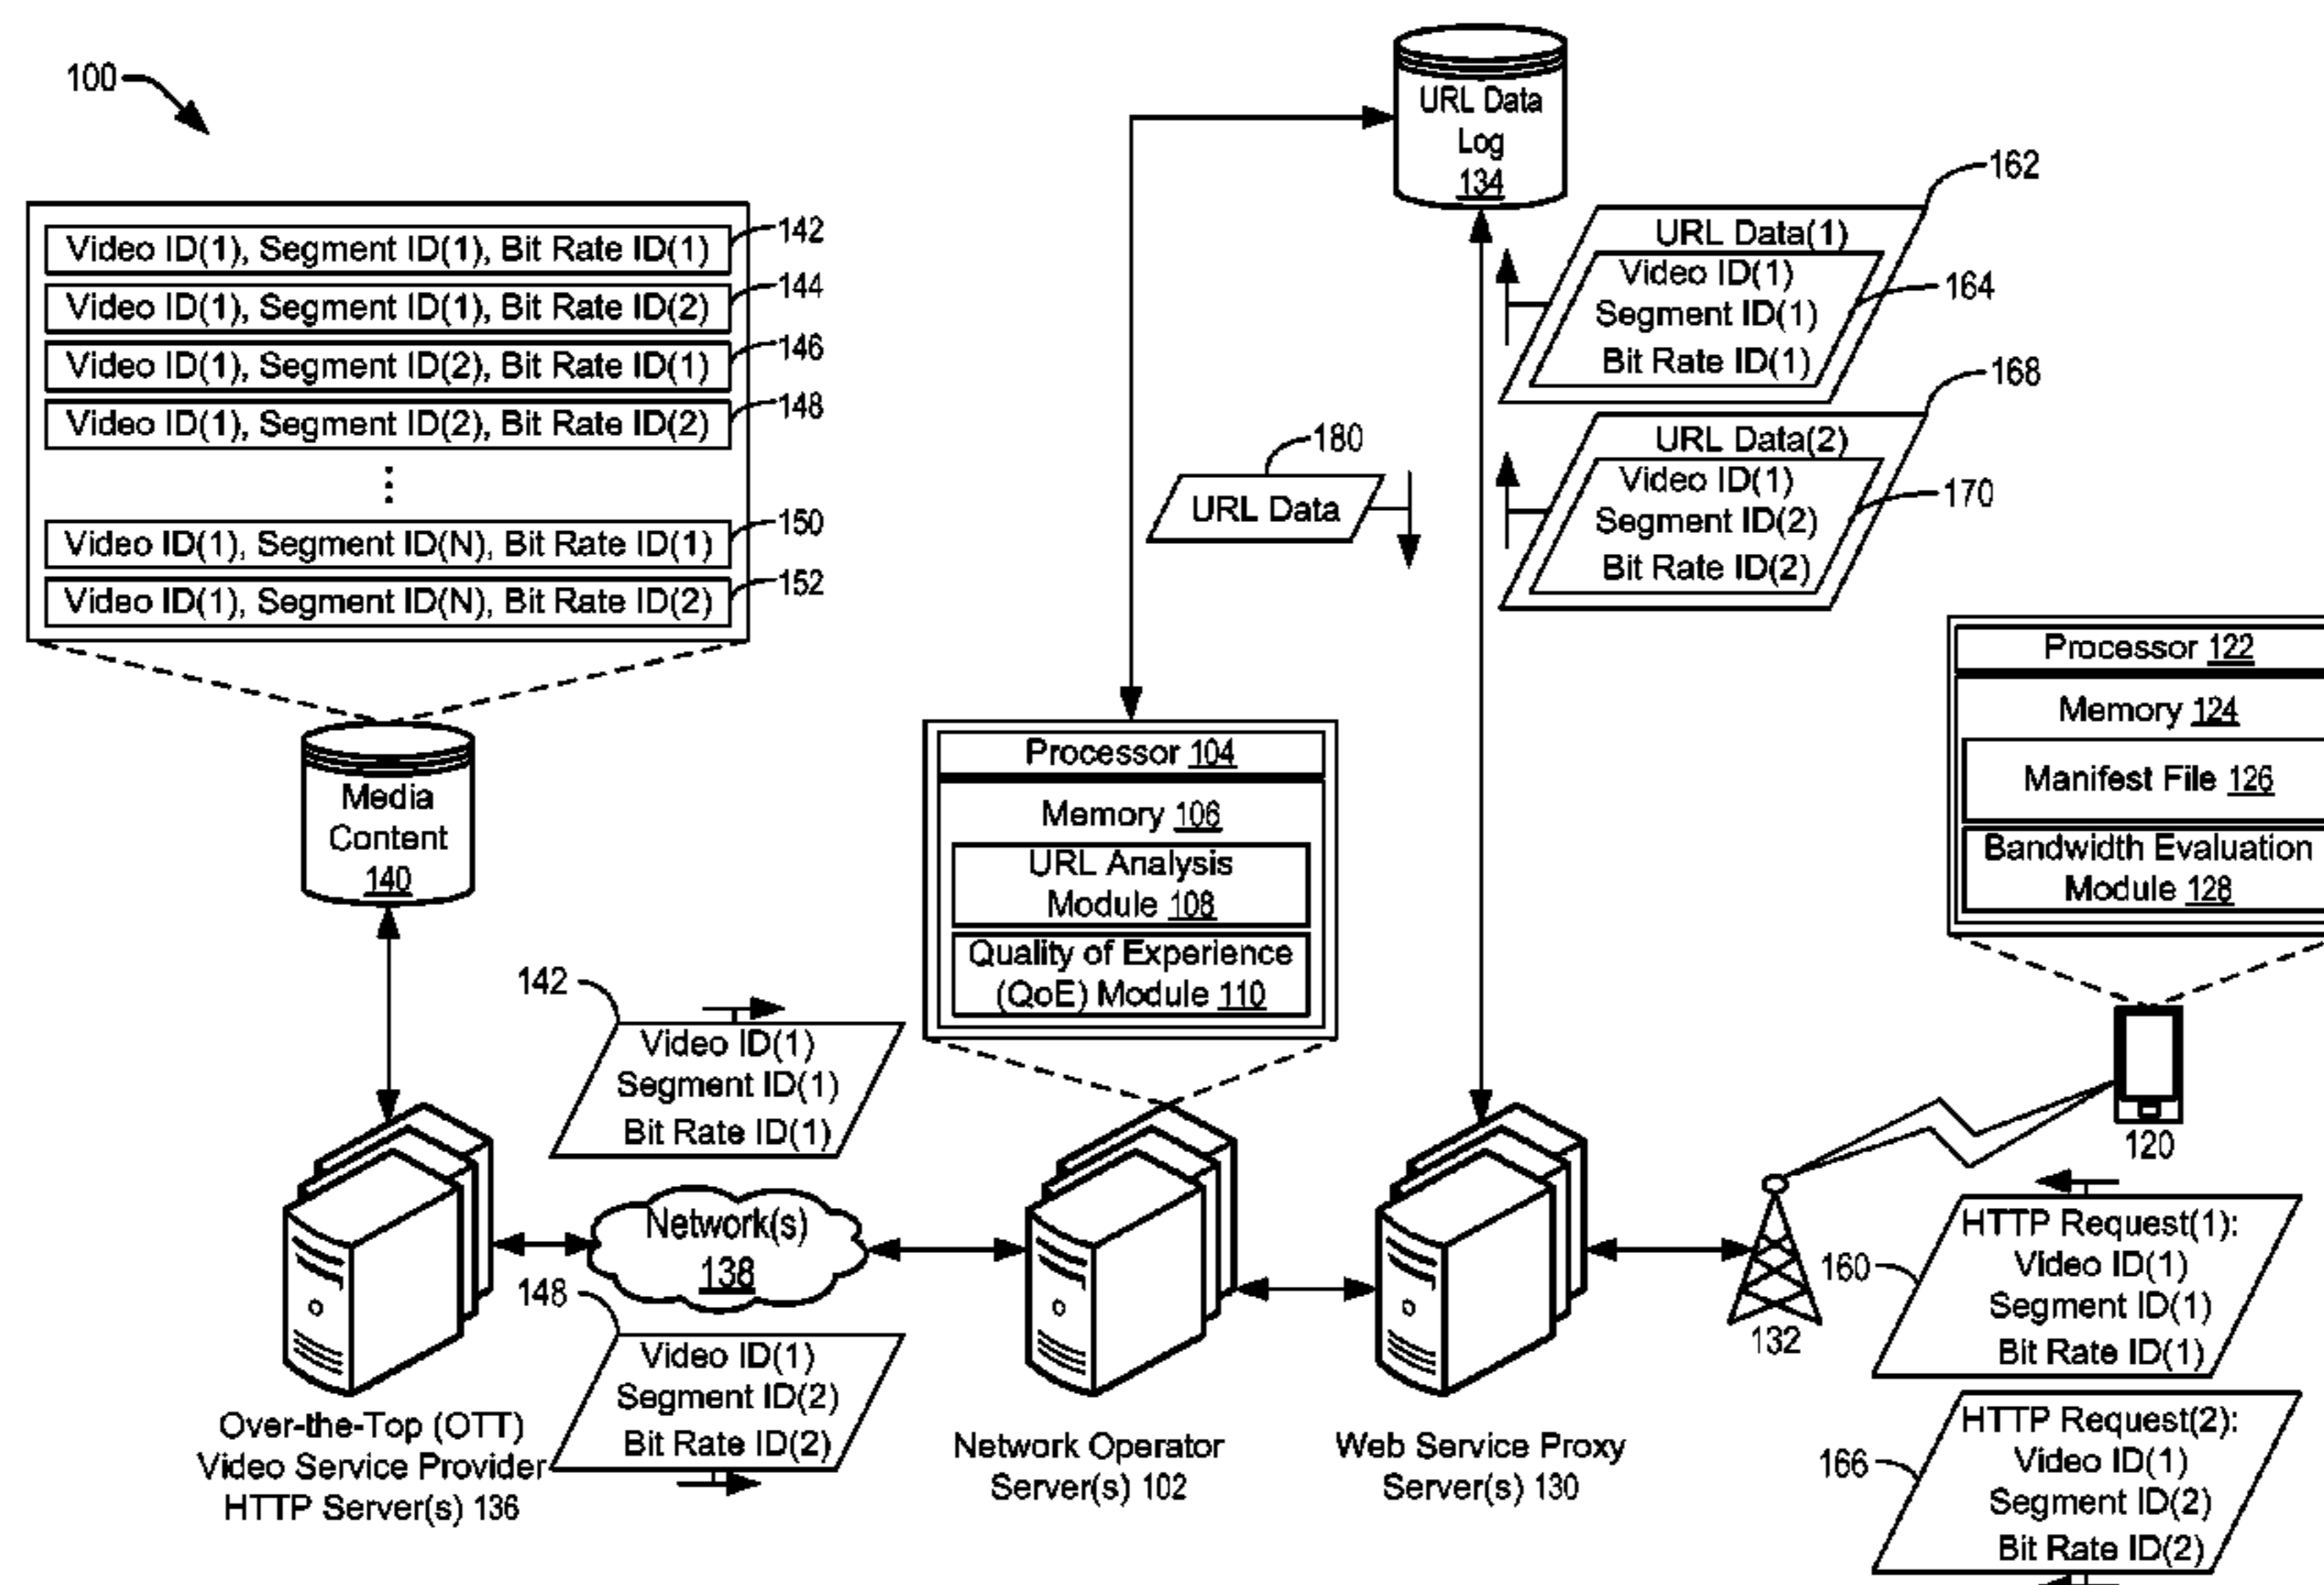 100
URL Data
Log
134
162
URL Data(1)
Video ID(1)
Segment ID(1)
Bit Rate ID(1)
164
168
URL Data(2)
Video ID(1)
Segment ID(2)
Bit Rate ID(2)
170
180
URL Data
Video ID(1), Segment ID(1), Bit Rate ID(1)
142
Video ID(1), Segment ID(1), Bit Rate ID(2)
144
Video ID(1), Segment ID(2), Bit Rate ID(1)
146
Video ID(1), Segment ID(2), Bit Rate ID(2)
148
Video ID(1), Segment ID(N), Bit Rate ID(1)
150
Video ID(1), Segment ID(N), Bit Rate ID(2)
152
Media
Content
140
Processor 104
Memory 106
URL Analysis
Module 108
Quality of Experience
(QoE) Module 110
Processor 122
Memory 124
Manifest File 126
Bandwidth Evaluation
Module 128
142
Video ID(1)
Segment ID(1)
Bit Rate ID(1)
Network(s)
138
148
Video ID(1)
Segment ID(2)
Bit Rate ID(2)
120
132
160
HTTP Request(1):
Video ID(1)
Segment ID(1)
Bit Rate ID(1)
166
HTTP Request(2):
Video ID(1)
Segment ID(2)
Bit Rate ID(2)
Over-the-Top (OTT)
Video Service Provider
HTTP Server(s) 136
Network Operator
Server(s) 102
Web Service Proxy
Server(s) 130